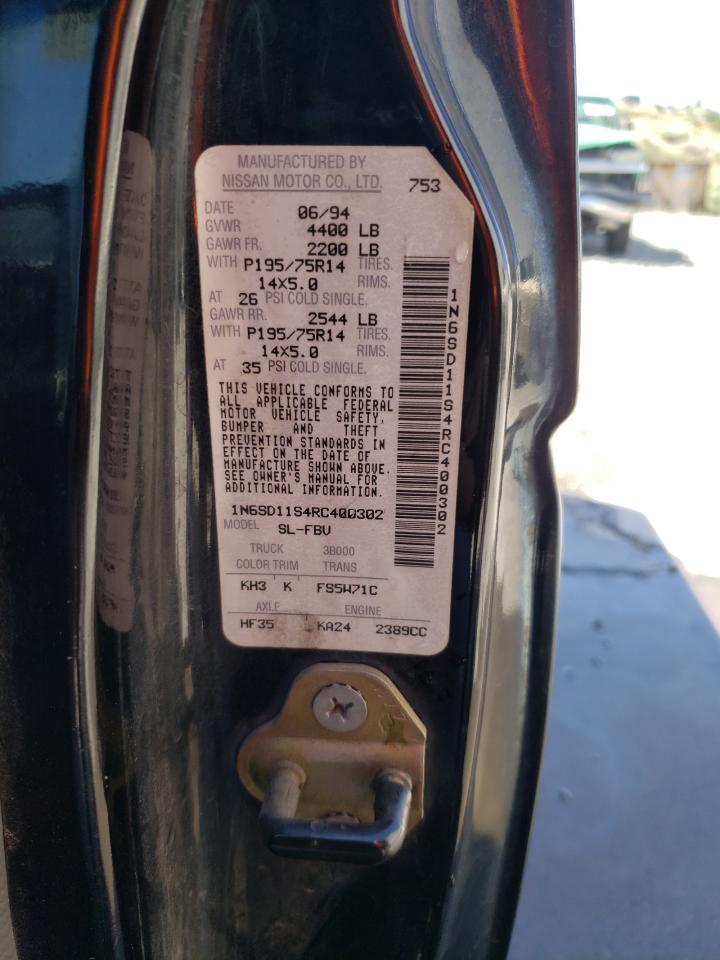 MANUFACTURED BY
NISSAN MOTOR CO., LTD. 753
DATE 06/94
GVWR 4400 LB
GAWR FR. 2200 LB
WITH P195/75R14 TIRES.
14X5.0 RIMS.
AT 26 PSI COLD SINGLE.
GAWR RR. 2544 LB
WITH P195/75R14 TIRES.
14X5.0 RIMS.
AT 35 PSI COLD SINGLE.
THIS VEHICLE CONFORMS TO
ALL APPLICABLE FEDERAL
MOTOR VEHICLE SAFETY,
BUMPER AND THEFT
PREVENTION STANDARDS IN
EFFECT ON THE DATE OF
MANUFACTURE SHOWN ABOVE.
SEE OWNER'S MANUAL FOR
ADDITIONAL INFORMATION.
1N6SD11S4RC400302
1N6SD11S4RC400302
MODEL SL-FBV
TRUCK 3B000
COLOR TRIM TRANS
KH3 K FS5W71C
AXLE ENGINE
HF35 KA24 2389CC